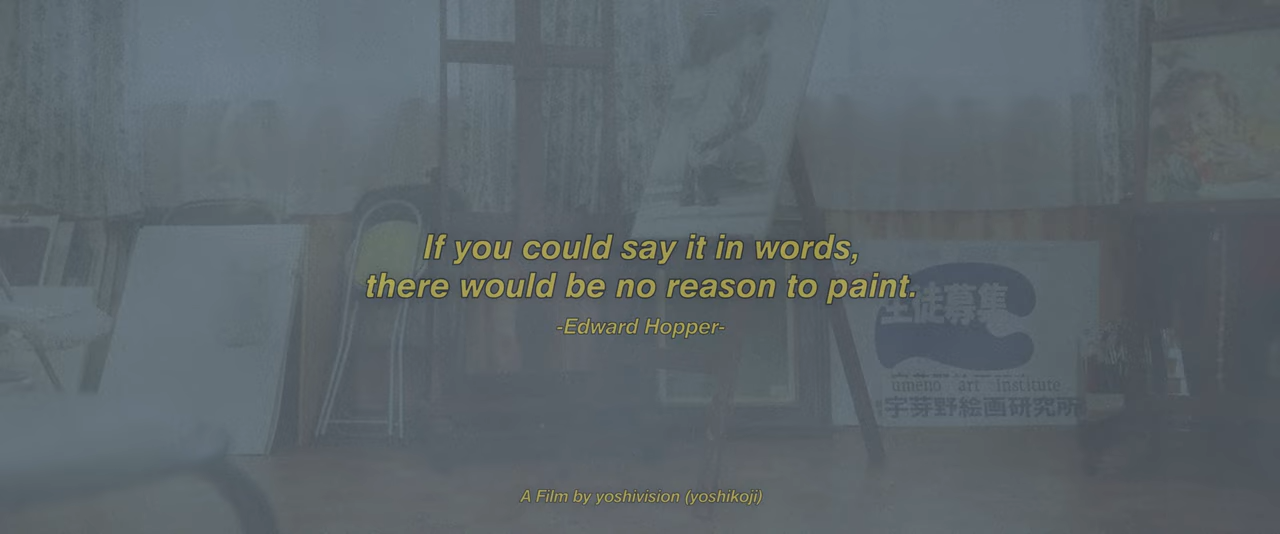 If you could say it in words,
there would be no reason to paint.
-Edward Hopper-
生徒募集
umeno art institute
宇芽野絵画研究所
A Film by yoshivision (yoshikoji)